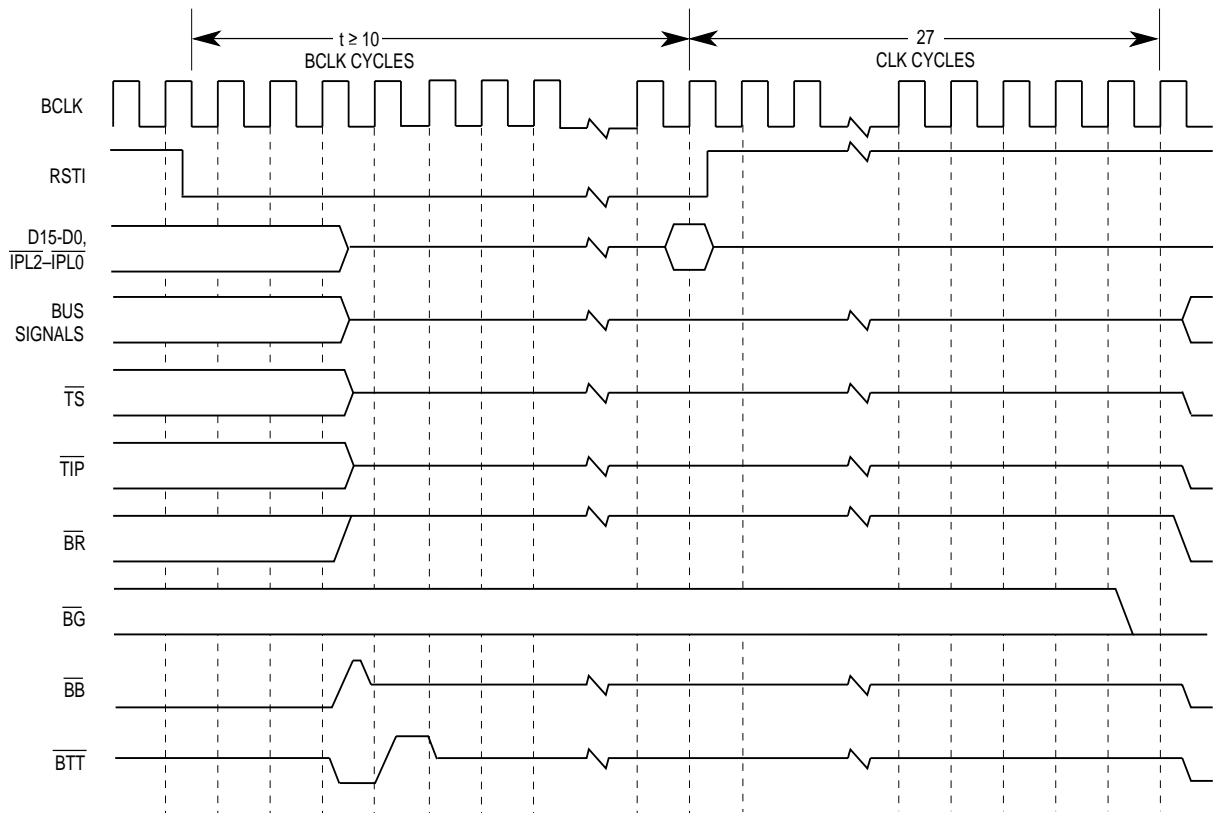 t ≥ 10
BCLK CYCLES
27
CLK CYCLES
BCLK
RSTI
D15-D0,
IPL2–IPL0
BUS
SIGNALS
TS
TIP
BR
BG
BB
BTT